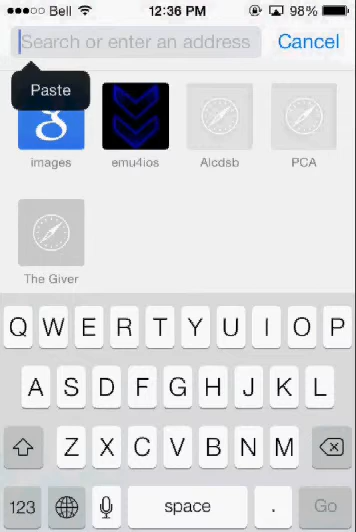 Bell 12:36 PM 98%
Search or enter an address Cancel
Paste
g
images emu4ios Alcdsb PCA
The Giver
Q W E R T Y U I O P
A S D F G H J K L
Z X C V B N M
123 space . Go